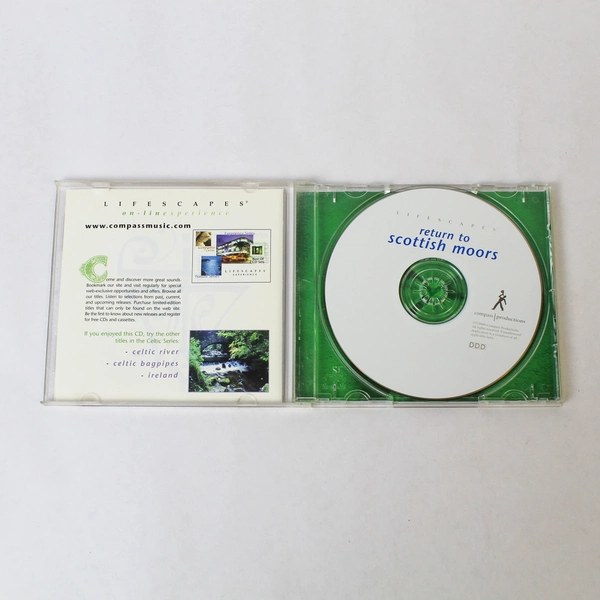 LIFESCAPES®
on-line experience
www.compassmusic.com
LIFESCAPES
EXPERIENCE
Come and discover more great sounds.
Bookmark our site and visit regularly for special
web-exclusive opportunities and offers. Browse all
our titles. Listen to selections from past, current,
and upcoming releases. Purchase limited-edition
titles that can only be found on the web site.
Be the first to know about new releases and register
for free CDs and cassettes.
If you enjoyed this CD, try the other
titles in the Celtic Series:
• celtic river
• celtic bagpipes
• ireland
LIFESCAPES®
return to
scottish moors
compass productions
DDD